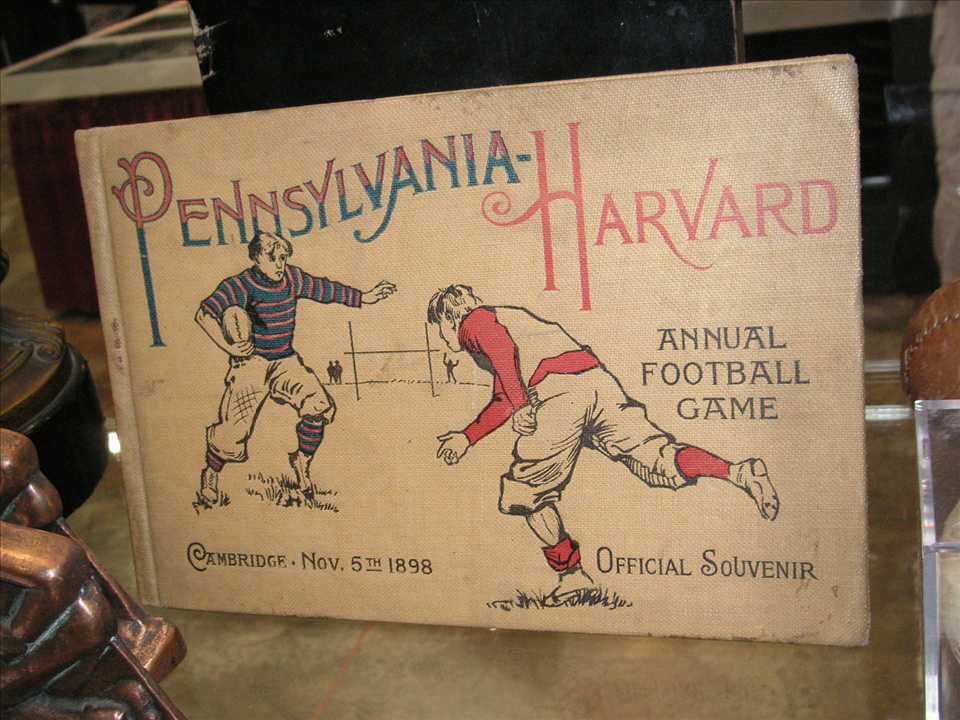 PENNSYLVANIA-HARVARD
ANNUAL
FOOTBALL
GAME
CAMBRIDGE · NOV. 5TH 1898
OFFICIAL SOUVENIR